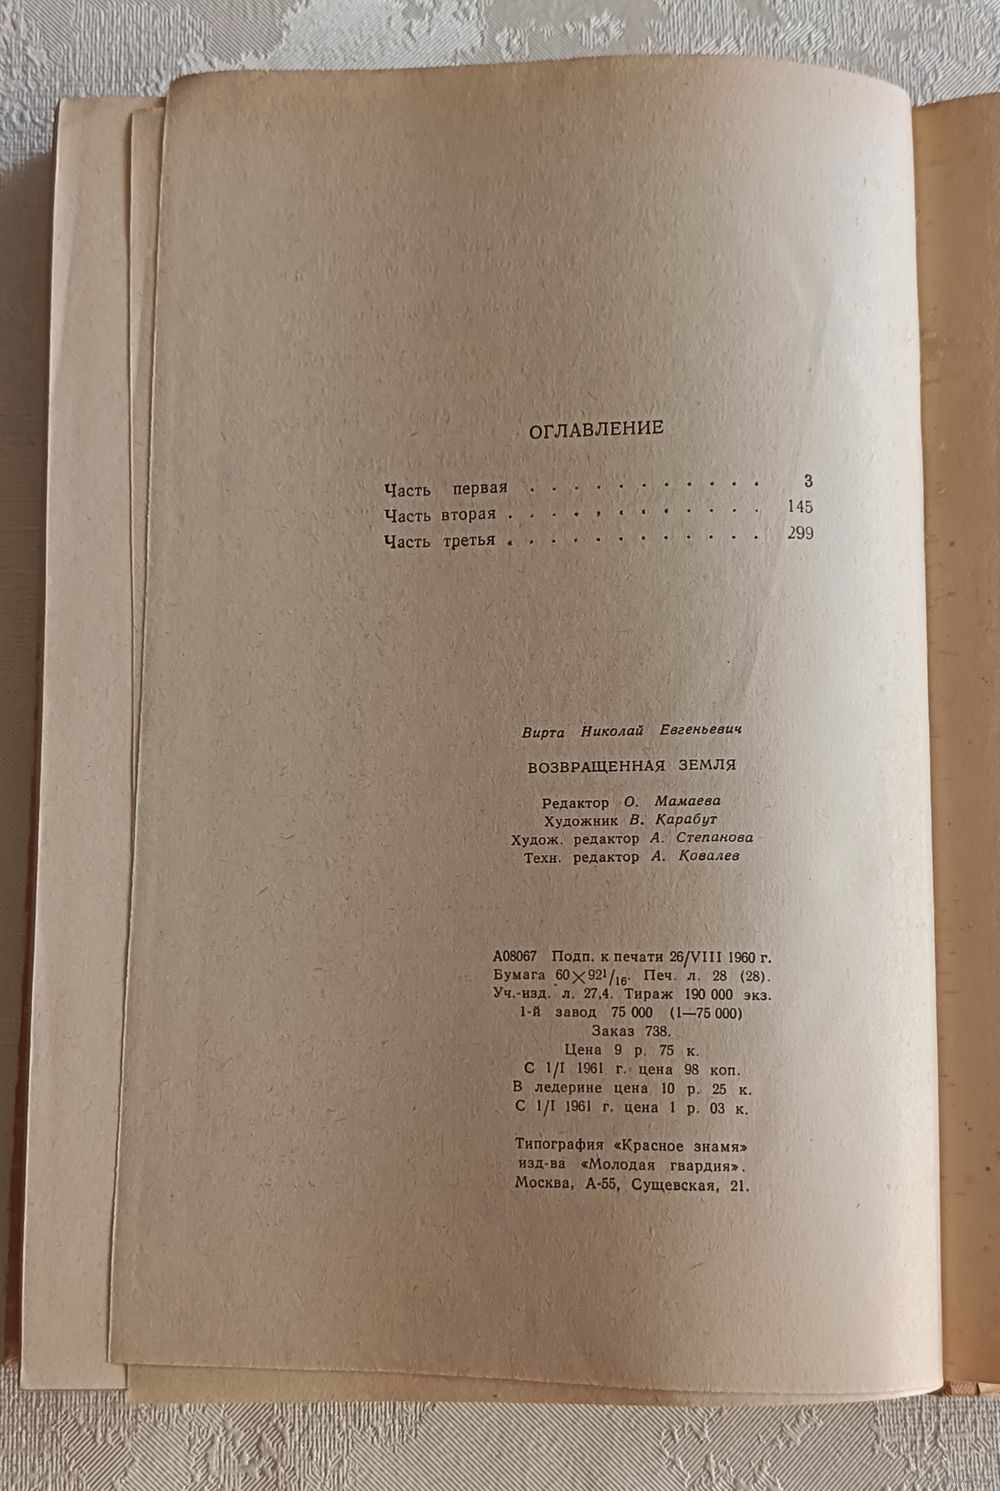 ОГЛАВЛЕНИЕ
Часть первая . . . . . . . . . . . 3
Часть вторая . . . . . . . . . . . . 145
Часть третья . . . . . . . . . . . . 299
Вирта Николай Евгеньевич
ВОЗВРАЩЕННАЯ ЗЕМЛЯ
Редактор О. Мамаева
Художник В. Карабут
Худож. редактор А. Степанова
Техн. редактор А. Ковалев
А08067 Подп. к печати 26/VIII 1960 г.
Бумага 60×92¹/₁₆. Печ. л. 28 (28).
Уч.-изд. л. 27,4. Тираж 190 000 экз.
1-й завод 75 000 (1—75 000)
Заказ 738.
Цена 9 р. 75 к.
С 1/I 1961 г. цена 98 коп.
В ледерине цена 10 р. 25 к.
С 1/I 1961 г. цена 1 р. 03 к.
Типография «Красное знамя»
изд-ва «Молодая гвардия».
Москва, А-55, Сущевская, 21.